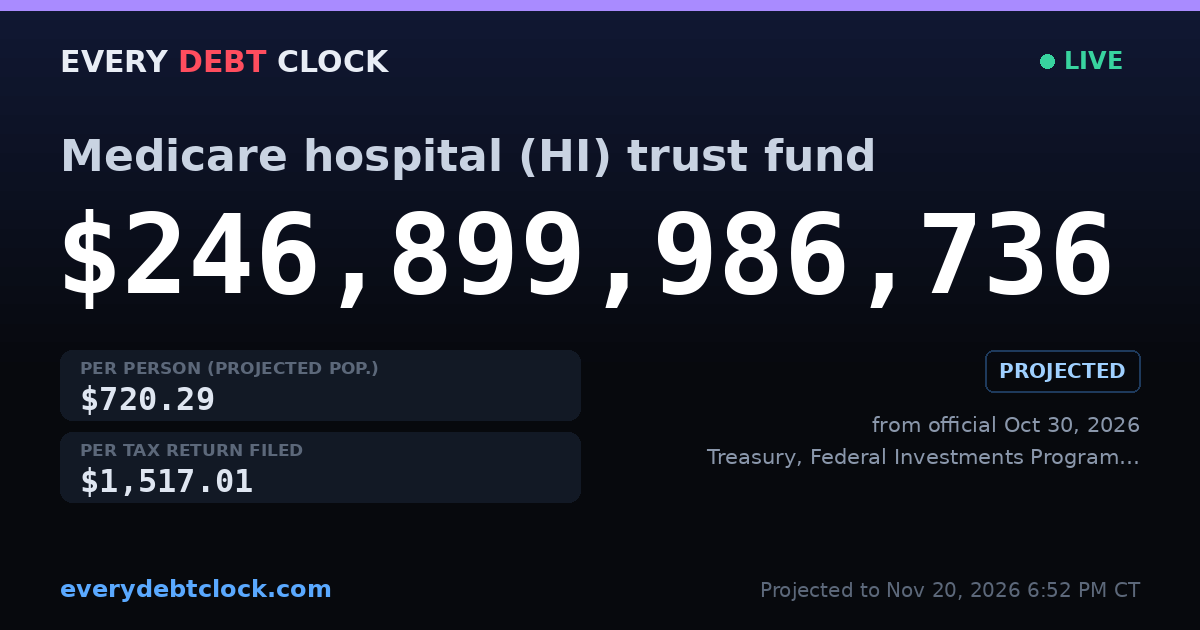 EVERY DEBT CLOCK
LIVE
Medicare hospital (HI) trust fund
$246,899,986,736
PER PERSON (PROJECTED POP.)
$720.29
PER TAX RETURN FILED
$1,517.01
PROJECTED
from official Oct 30, 2026
Treasury, Federal Investments Program…
everydebtclock.com
Projected to Nov 20, 2026 6:52 PM CT